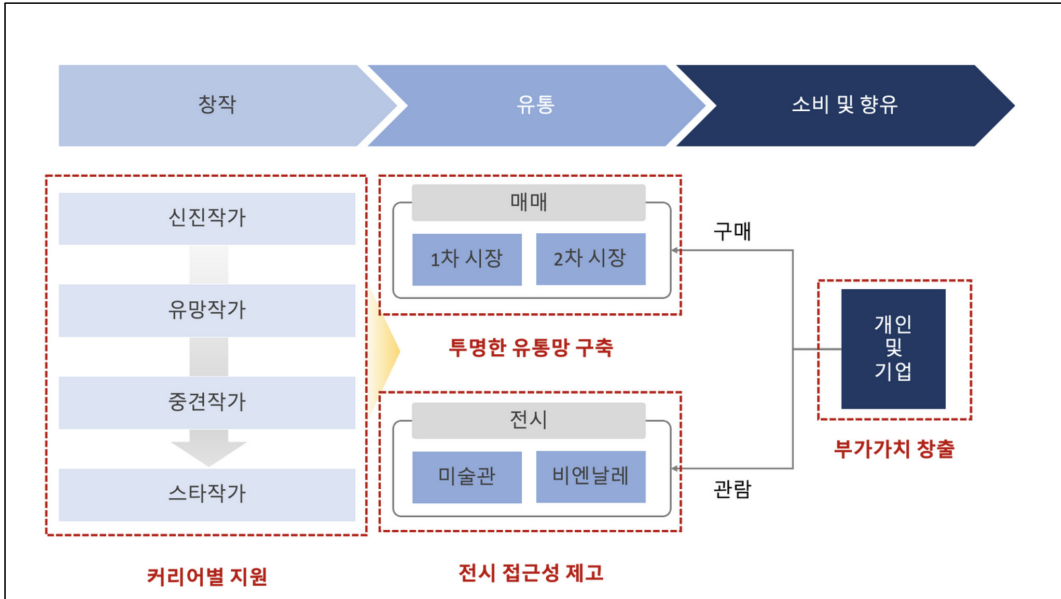 창작
유통
소비 및 향유
신진작가
유망작가
중견작가
스타작가
커리어별 지원
매매
1차 시장
2차 시장
투명한 유통망 구축
전시
미술관
비엔날레
전시 접근성 제고
구매
관람
개인
및
기업
부가가치 창출